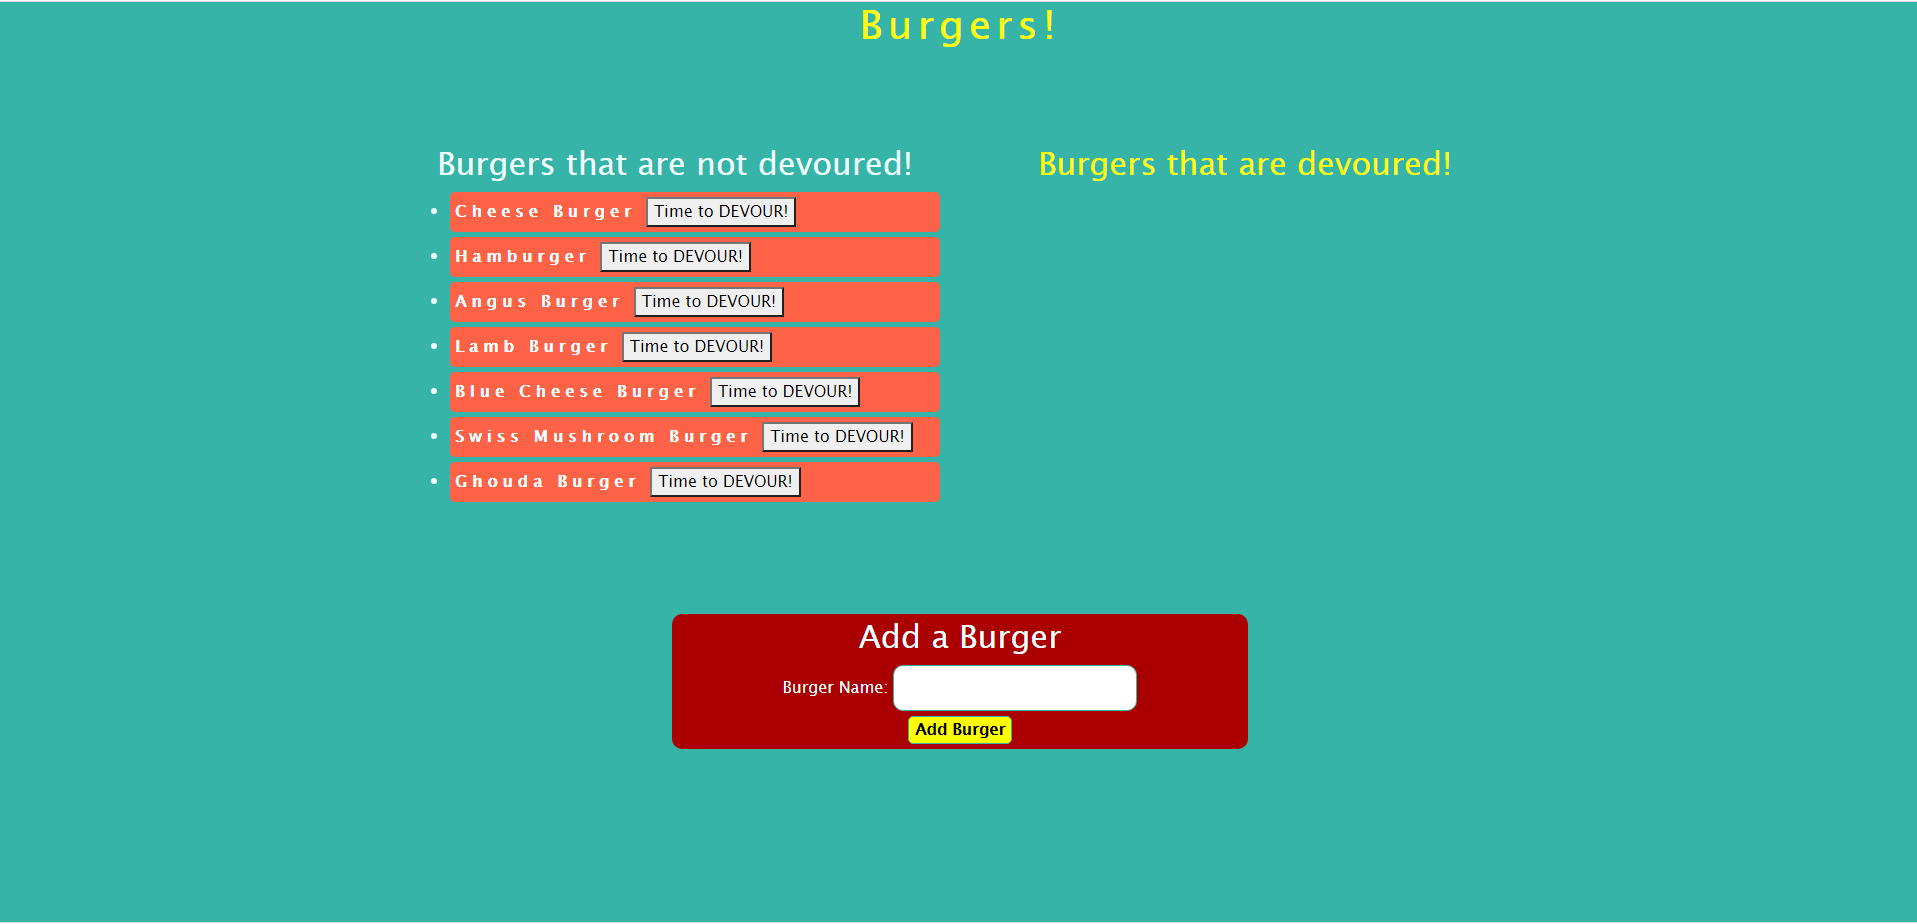 Burgers!
Burgers that are not devoured!
Cheese Burger Time to DEVOUR!
Hamburger Time to DEVOUR!
Angus Burger Time to DEVOUR!
Lamb Burger Time to DEVOUR!
Blue Cheese Burger Time to DEVOUR!
Swiss Mushroom Burger Time to DEVOUR!
Ghouda Burger Time to DEVOUR!
Burgers that are devoured!
Add a Burger
Burger Name:
Add Burger